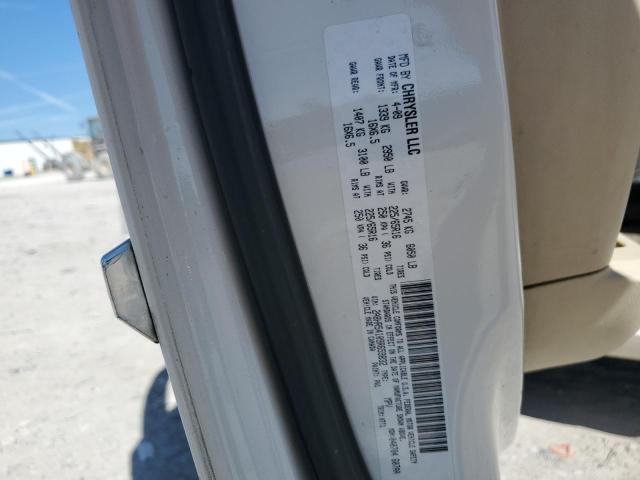 MFD BY CHRYSLER LLC
DATE OF MFR: 4-09 GVWR: 2745 KG 6050 LB
GAWR FRONT: 1339 KG 2950 LB WITH 225/65R16 TIRES
16X6.5 RIMS AT 250 KPA ( 36 PSI) COLD
GAWR REAR: 1407 KG 3100 LB WITH 225/65R16 TIRES
16X6.5 RIMS AT 250 KPA ( 36 PSI) COLD
THIS VEHICLE CONFORMS TO ALL APPLICABLE U.S.A. FEDERAL MOTOR VEHICLE SAFETY
STANDARDS IN EFFECT ON THE DATE OF MANUFACTURE SHOWN ABOVE.
VIN: TYPE: MPV
VEHICLE MADE IN CANADA PAINT: